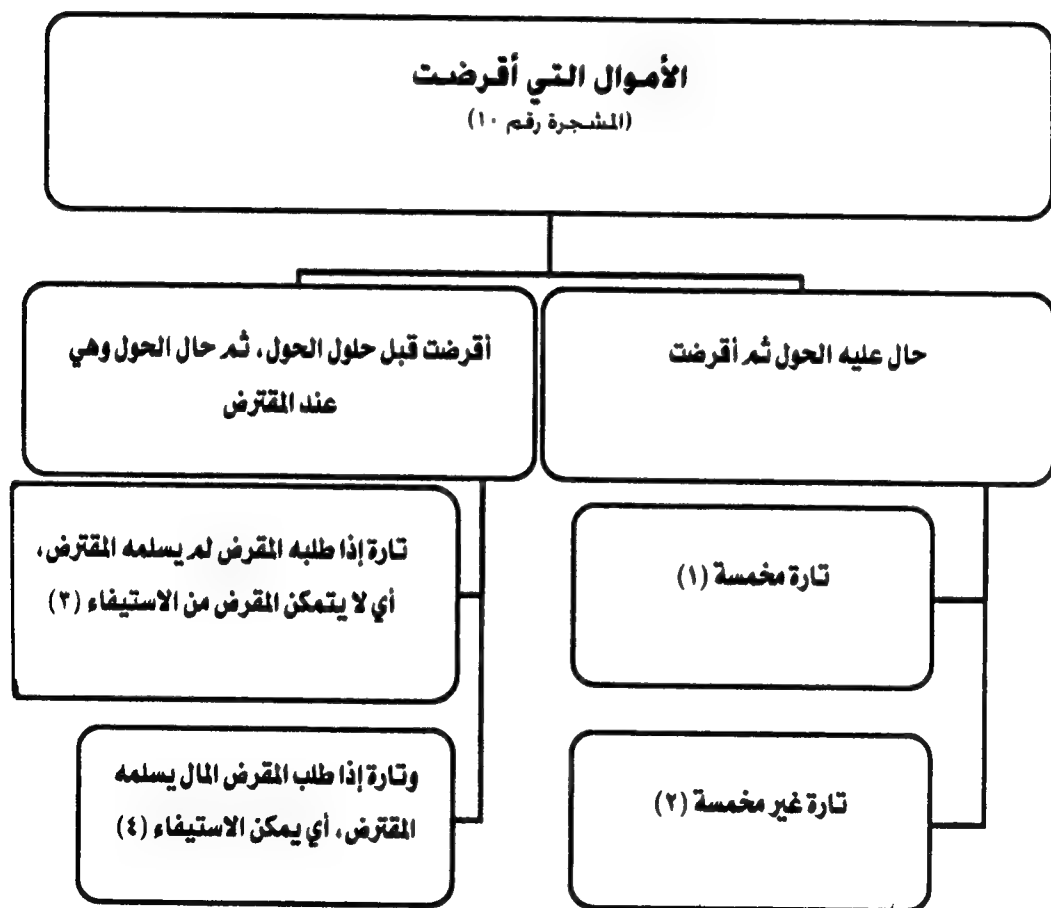 الأموال التي أقرضت
(المشجرة رقم ١٠)
حال عليه الحول ثم أقرضت
أقرضت قبل حلول الحول، ثم حال الحول وهي
عند المقترض
تارة مخمسة (١)
تارة غير مخمسة (٢)
تارة إذا طلبه المقرض لم يسلمه المقترض،
أي لا يتمكن المقرض من الاستيفاء (٣)
وتارة إذا طلب المقرض المال يسلمه
المقترض، أي يمكن الاستيفاء (٤)